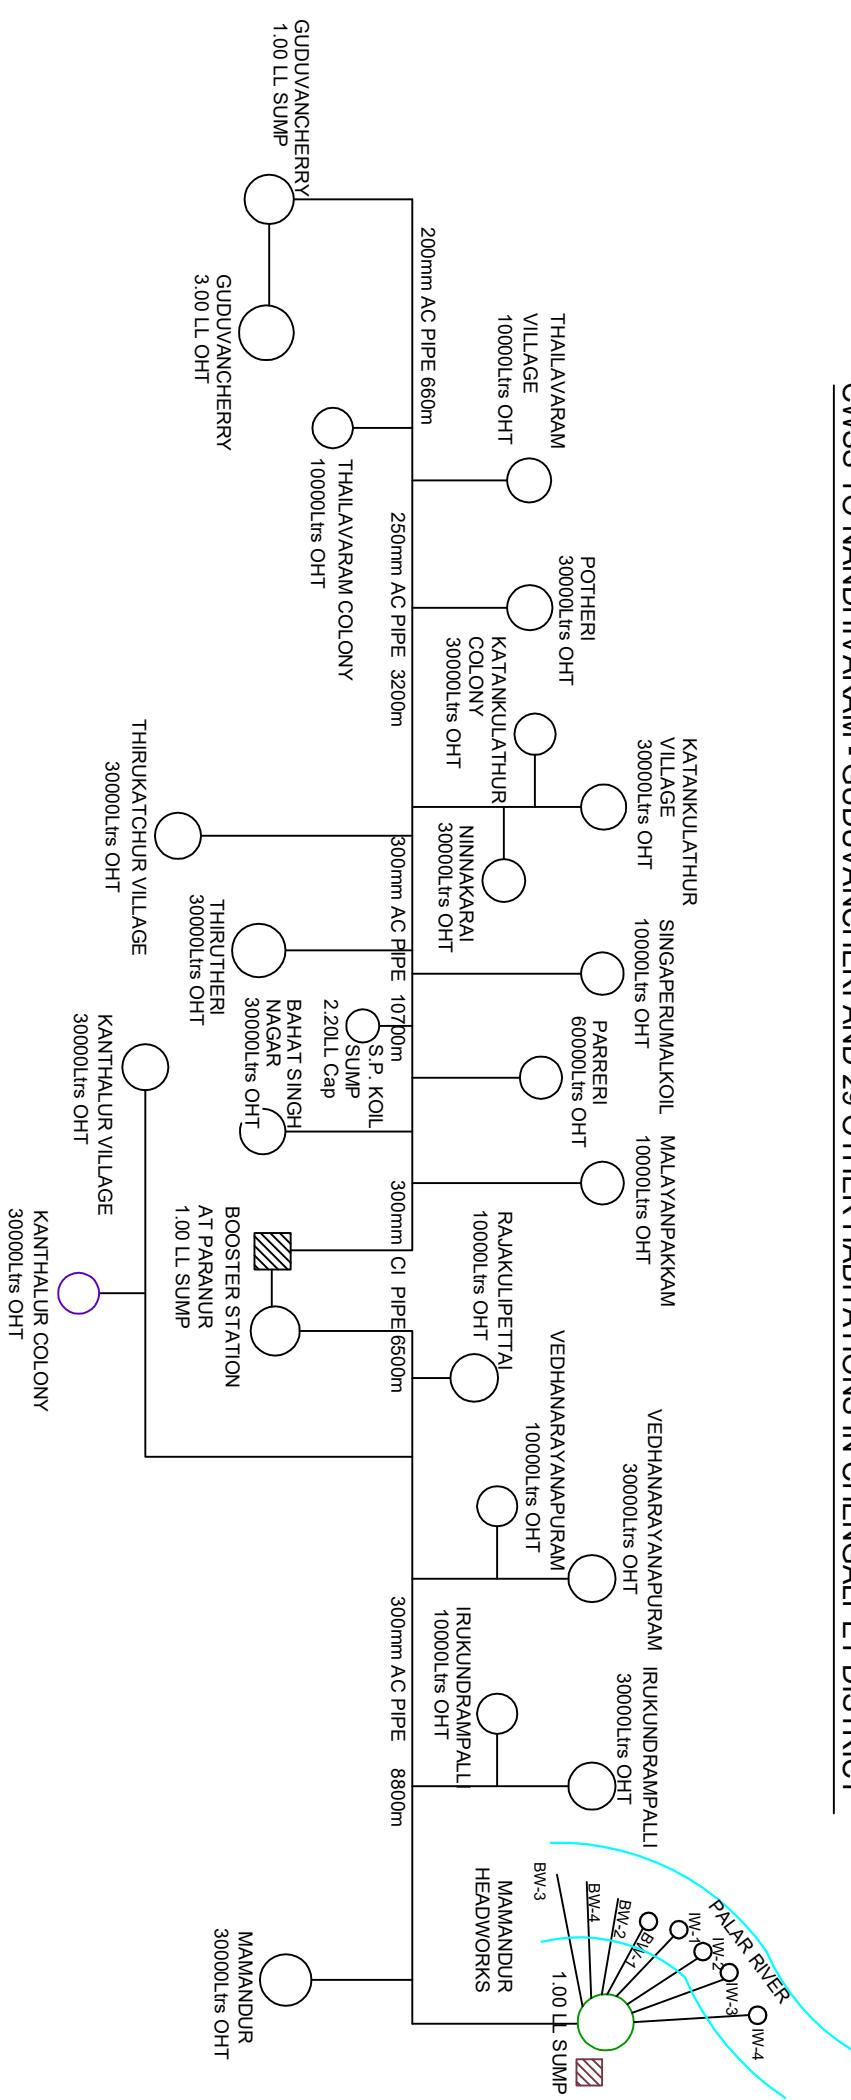 CWSS TO NANDHIVARAM - GUDUVANCHERI AND 29 OTHER HABITATIONS IN CHENGALPET DISTRICT
GUDUVANCHERRY
1.00 LL SUMP
GUDUVANCHERRY
3.00 LL OHT
200mm AC PIPE 660m
THAILAVARAM
VILLAGE
10000Ltrs OHT
THAILAVARAM COLONY
10000Ltrs OHT
250mm AC PIPE 3200m
POTHERI
30000Ltrs OHT
KATANKULATHUR
COLONY
30000Ltrs OHT
KATANKULATHUR
VILLAGE
30000Ltrs OHT
NINNAKARAI
30000Ltrs OHT
THIRUKATCHUR VILLAGE
30000Ltrs OHT
300mm AC PIPE 10700m
THIRUTHERI
30000Ltrs OHT
SINGAPERUMALKOIL
10000Ltrs OHT
S.P. KOIL
SUMP
2.20LL Cap
BAHAT SINGH
NAGAR
30000Ltrs OHT
PARRERI
60000Ltrs OHT
MALAYANPAKKAM
10000Ltrs OHT
KANTHALUR VILLAGE
30000Ltrs OHT
KANTHALUR COLONY
30000Ltrs OHT
BOOSTER STATION
AT PARANUR
1.00 LL SUMP
300mm CI PIPE 6500m
RAJAKULIPETTAI
10000Ltrs OHT
VEDHANARAYANAPURAM
10000Ltrs OHT
VEDHANARAYANAPURAM
30000Ltrs OHT
300mm AC PIPE 8800m
IRUKUNDRAMPALLI
10000Ltrs OHT
IRUKUNDRAMPALLI
30000Ltrs OHT
MAMANDUR
30000Ltrs OHT
MAMANDUR
HEADWORKS
1.00 LL SUMP
PALAR RIVER
BW-3
BW-4
BW-2
BW-1
IW-1
IW-2
IW-3
IW-4